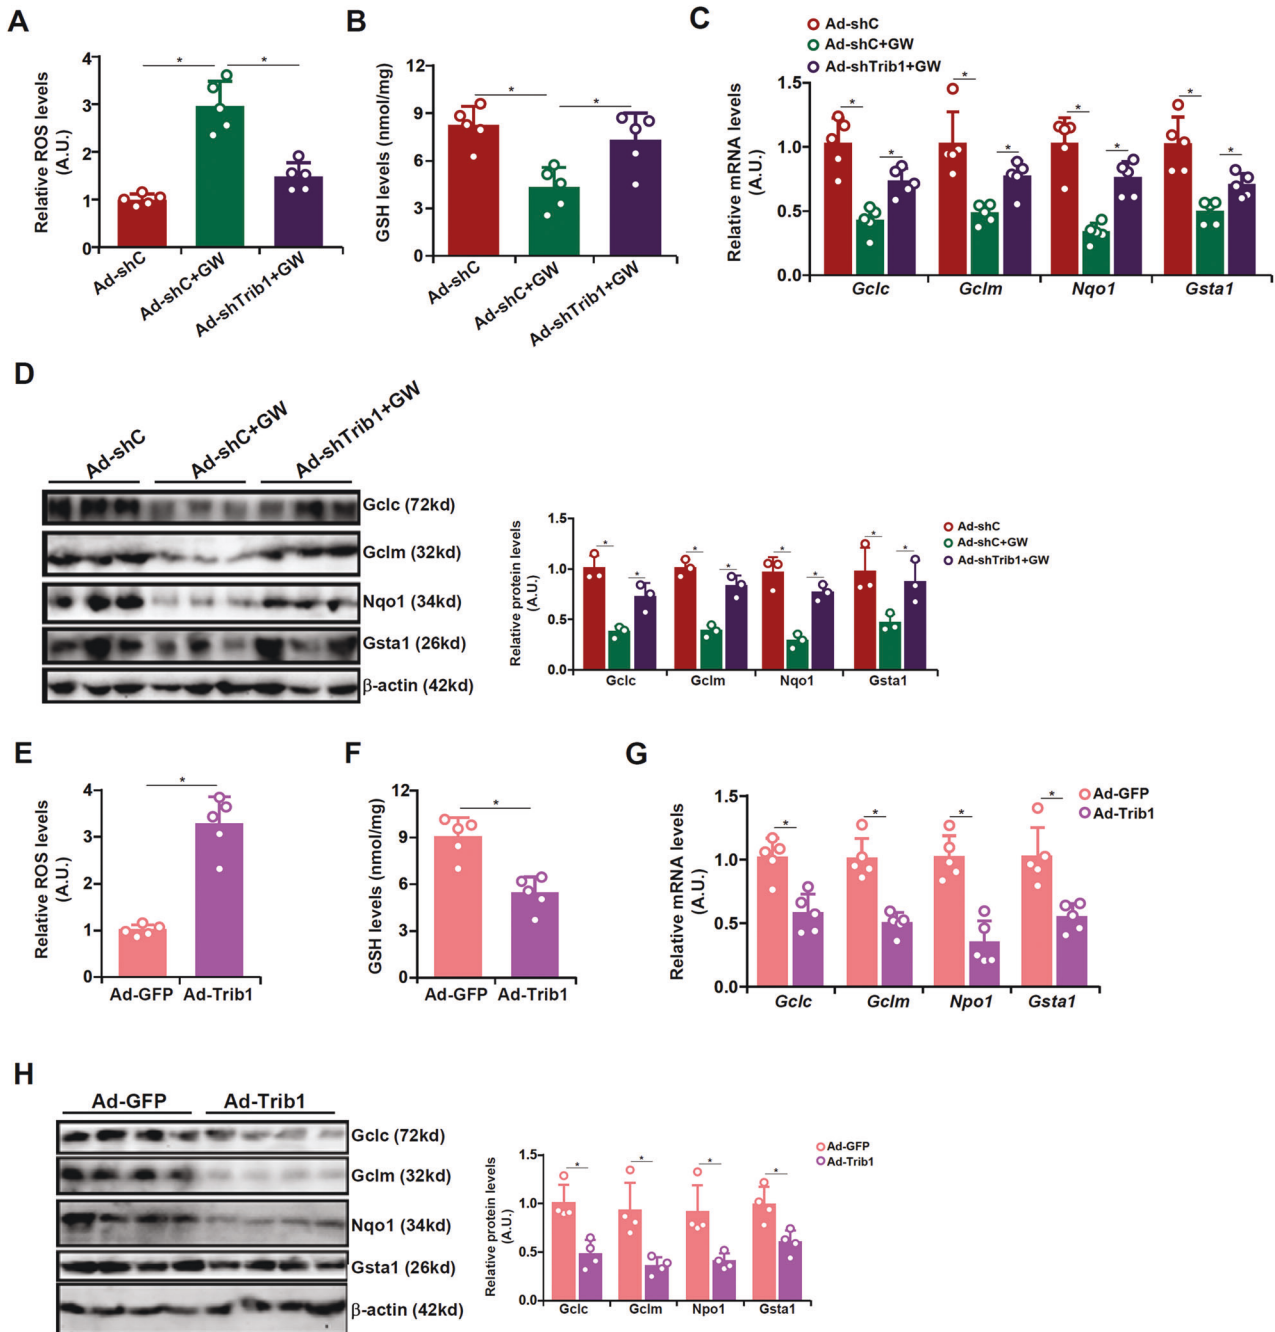 A
Relative ROS levels
(A.U.)
4
3
2
1
0
*
*
Ad-shC
Ad-shC+GW
Ad-shTrib1+GW
B
GSH levels (nmol/mg)
12
9
6
3
0
*
*
Ad-shC
Ad-shC+GW
Ad-shTrib1+GW
C
Ad-shC
Ad-shC+GW
Ad-shTrib1+GW
Relative mRNA levels
(A.U.)
1.5
1.0
0.5
0.0
*
*
*
*
*
*
*
*
Gclc
Gclm
Nqo1
Gsta1
D
Ad-shC
Ad-shC+GW
Ad-shTrib1+GW
Gclc (72kd)
Gclm (32kd)
Nqo1 (34kd)
Gsta1 (26kd)
β-actin (42kd)
Relative protein levels
(A.U.)
1.5
1.0
0.5
0.0
*
*
*
*
*
*
*
*
Gclc
Gclm
Nqo1
Gsta1
Ad-shC
Ad-shC+GW
Ad-shTrib1+GW
E
Relative ROS levels
(A.U.)
4
3
2
1
0
*
Ad-GFP
Ad-Trib1
F
GSH levels (nmol/mg)
12
9
6
3
0
*
Ad-GFP
Ad-Trib1
G
Relative mRNA levels
(A.U.)
1.5
1.0
0.5
0.0
*
*
*
*
Gclc
Gclm
Npo1
Gsta1
Ad-GFP
Ad-Trib1
H
Ad-GFP
Ad-Trib1
Gclc (72kd)
Gclm (32kd)
Nqo1 (34kd)
Gsta1 (26kd)
β-actin (42kd)
Relative protein levels
(A.U.)
1.5
1.0
0.5
0.0
*
*
*
*
Gclc
Gclm
Npo1
Gsta1
Ad-GFP
Ad-Trib1